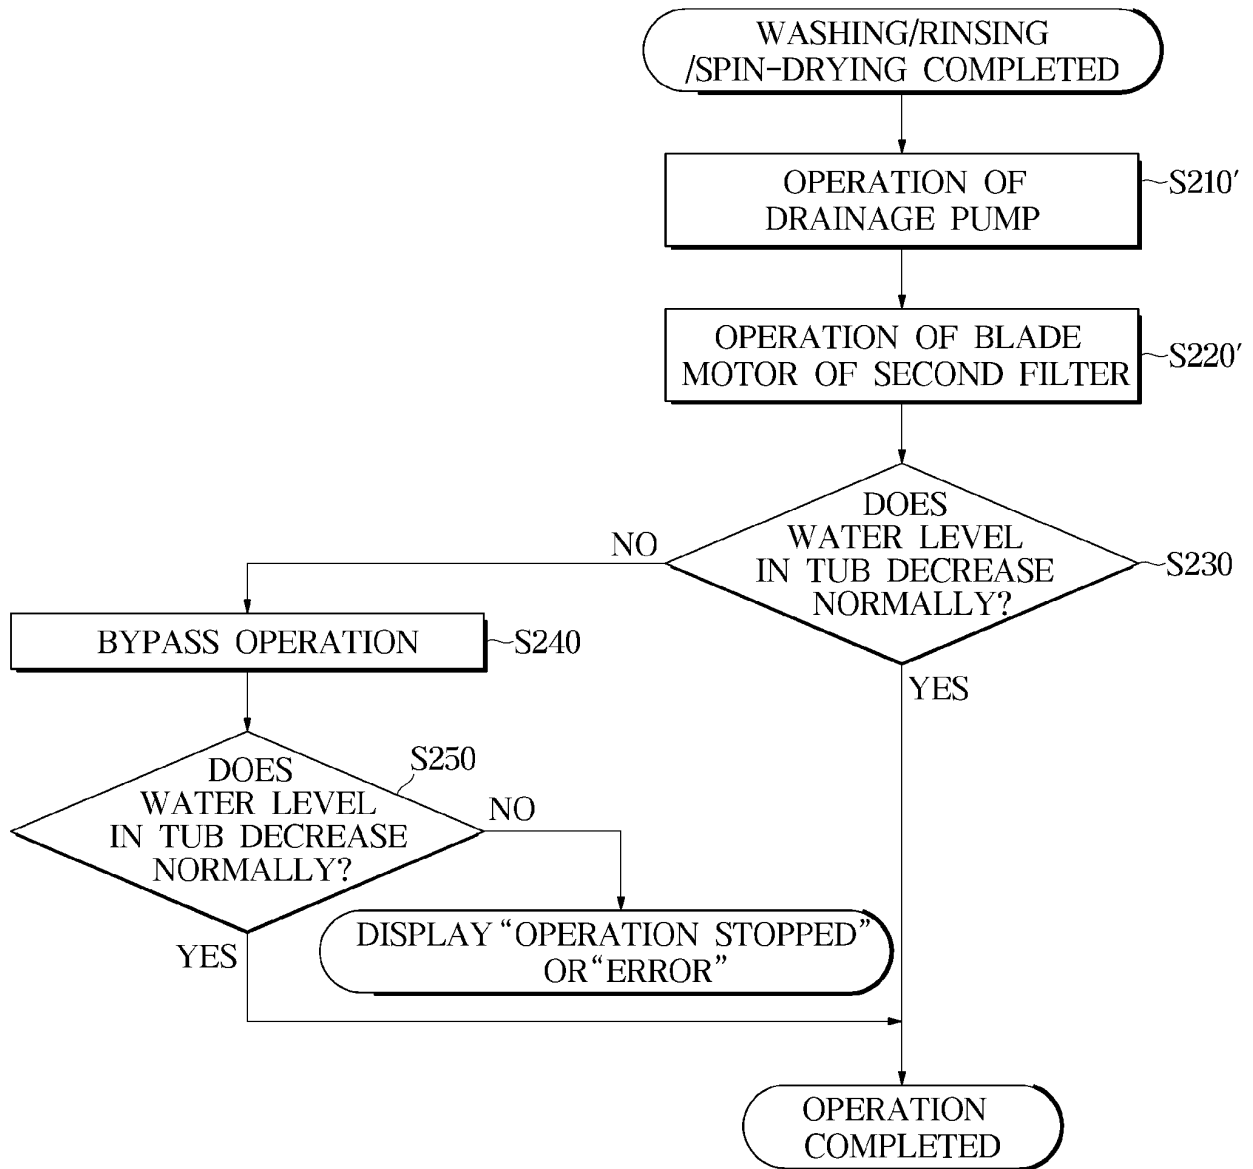 WASHING/RINSING
/SPIN-DRYING COMPLETED
OPERATION OF
DRAINAGE PUMP
S210′
OPERATION OF BLADE
MOTOR OF SECOND FILTER
S220′
DOES
WATER LEVEL
IN TUB DECREASE
NORMALLY?
S230
NO
YES
BYPASS OPERATION
S240
DOES
WATER LEVEL
IN TUB DECREASE
NORMALLY?
S250
NO
YES
DISPLAY “OPERATION STOPPED”
OR “ERROR”
OPERATION
COMPLETED